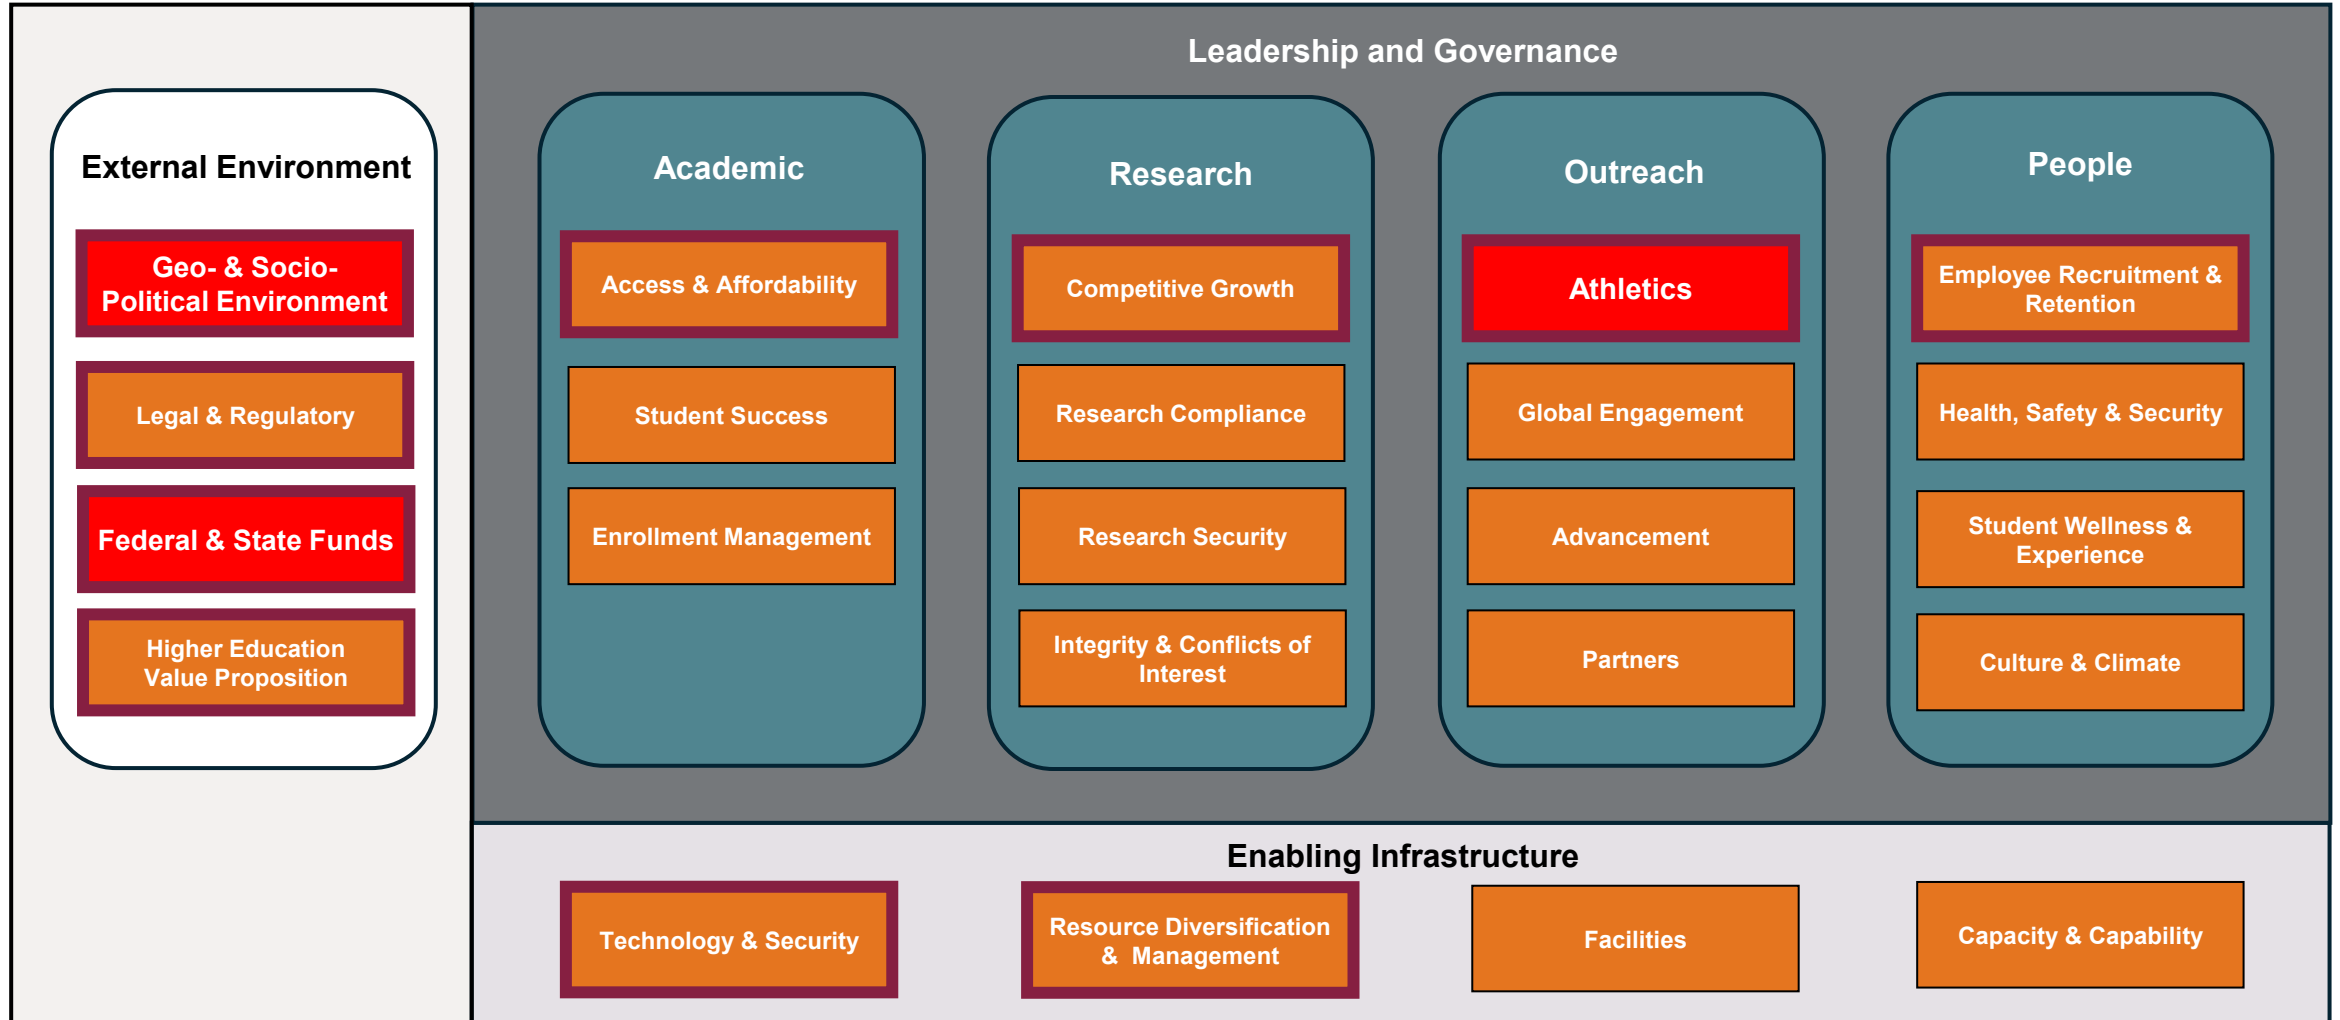 Leadership and Governance
External Environment
Geo- & Socio-
Political Environment
Legal & Regulatory
Federal & State Funds
Higher Education
Value Proposition
Academic
Access & Affordability
Student Success
Enrollment Management
Research
Competitive Growth
Research Compliance
Research Security
Integrity & Conflicts of
Interest
Outreach
Athletics
Global Engagement
Advancement
Partners
People
Employee Recruitment &
Retention
Health, Safety & Security
Student Wellness &
Experience
Culture & Climate
Enabling Infrastructure
Technology & Security
Resource Diversification
& Management
Facilities
Capacity & Capability